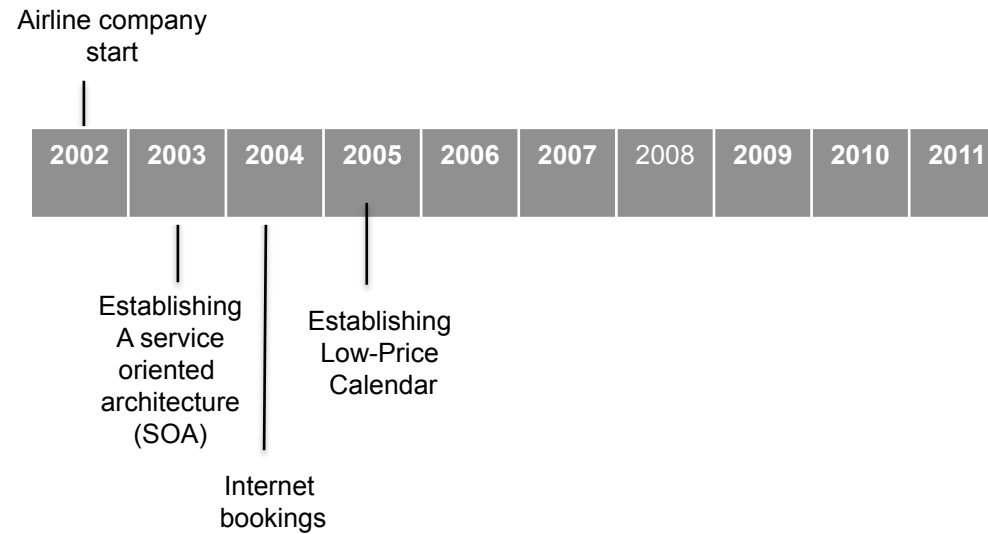 Airline company
start
2002 2003 2004 2005 2006 2007 2008 2009 2010 2011
Establishing
A service
oriented
architecture
(SOA)
Internet
bookings
Establishing
Low-Price
Calendar